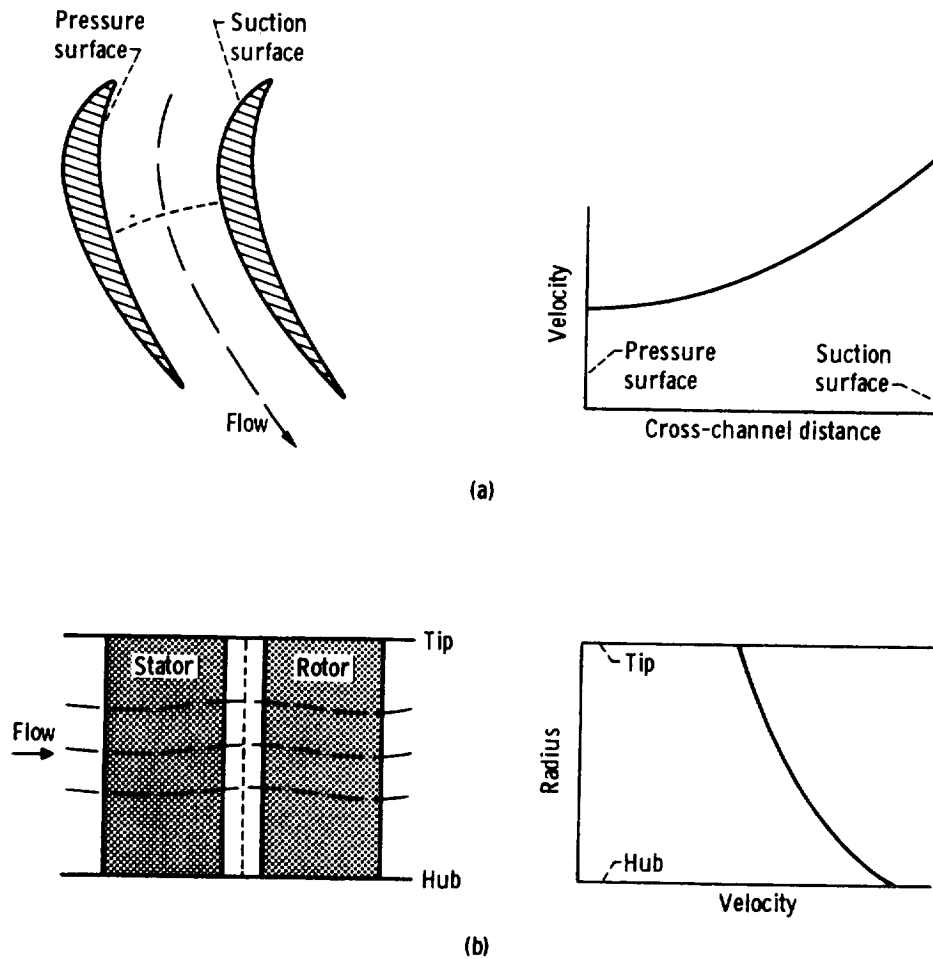 Pressure
surface
Suction
surface
Flow
Velocity
Pressure
surface
Suction
surface
Cross-channel distance
(a)
Stator
Rotor
Tip
Flow
Hub
Radius
Tip
Hub
Velocity
(b)